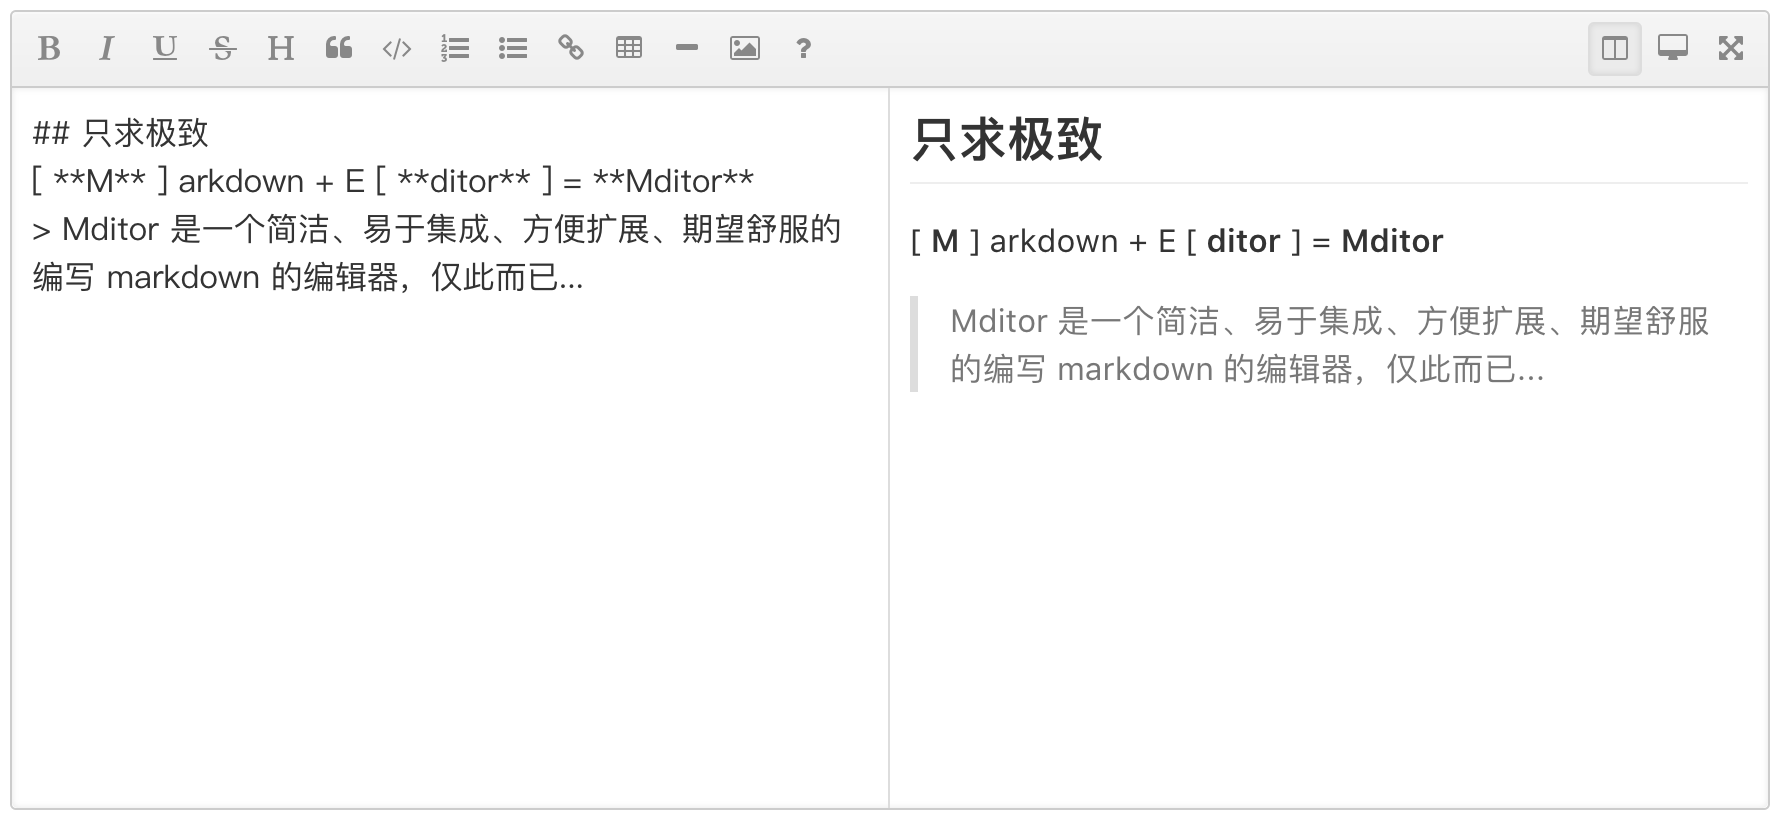 B I U S H </> ?
## 只求极致
[ **M** ] arkdown + E [ **ditor** ] = **Mditor**
> Mditor 是一个简洁、易于集成、方便扩展、期望舒服的
编写 markdown 的编辑器，仅此而已...
只求极致
[ M ] arkdown + E [ ditor ] = Mditor
Mditor 是一个简洁、易于集成、方便扩展、期望舒服
的编写 markdown 的编辑器，仅此而已...